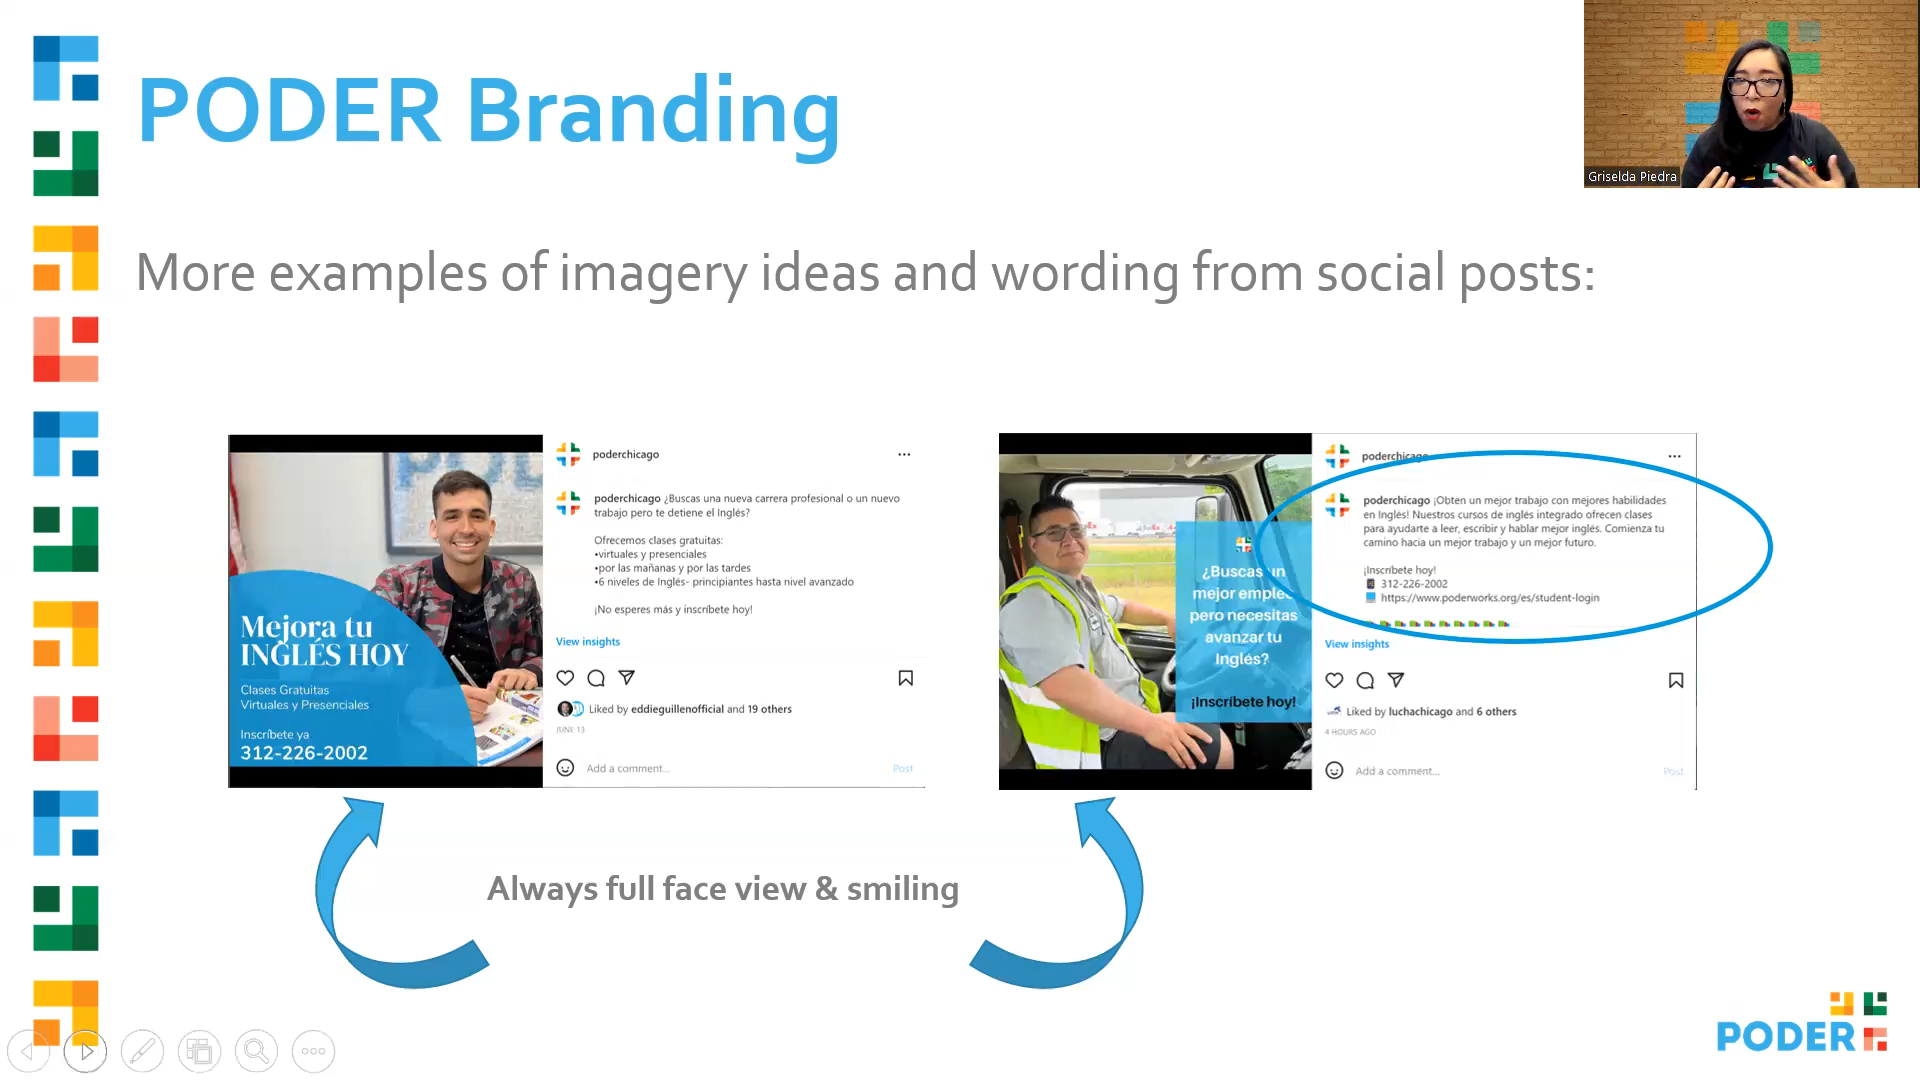 PODER Branding
Griselda Piedra
More examples of imagery ideas and wording from social posts:
Mejora tu
INGLÉS HOY
Clases Gratuitas
Virtuales y Presenciales
Inscríbete ya
312-226-2002
poderchicago
poderchicago ¿Buscas una nueva carrera profesional o un nuevo
trabajo pero te detiene el Inglés?
Ofrecemos clases gratuitas:
•virtuales y presenciales
•por las mañanas y por las tardes
•6 niveles de Inglés- principiantes hasta nivel avanzado
¡No esperes más y inscríbete hoy!
View insights
Liked by eddieguillenofficial and 19 others
JUNE 13
Add a comment...
Post
¿Buscas un
mejor empleo
pero necesitas
avanzar tu
Inglés?
¡Inscríbete hoy!
poderchicago
poderchicago ¡Obten un mejor trabajo con mejores habilidades
en Inglés! Nuestros cursos de inglés integrado ofrecen clases
para ayudarte a leer, escribir y hablar mejor inglés. Comienza tu
camino hacia un mejor trabajo y un mejor futuro.
¡Inscríbete hoy!
312-226-2002
https://www.poderworks.org/es/student-login
View insights
Liked by luchachicago and 6 others
4 HOURS AGO
Add a comment...
Post
Always full face view & smiling
PODER